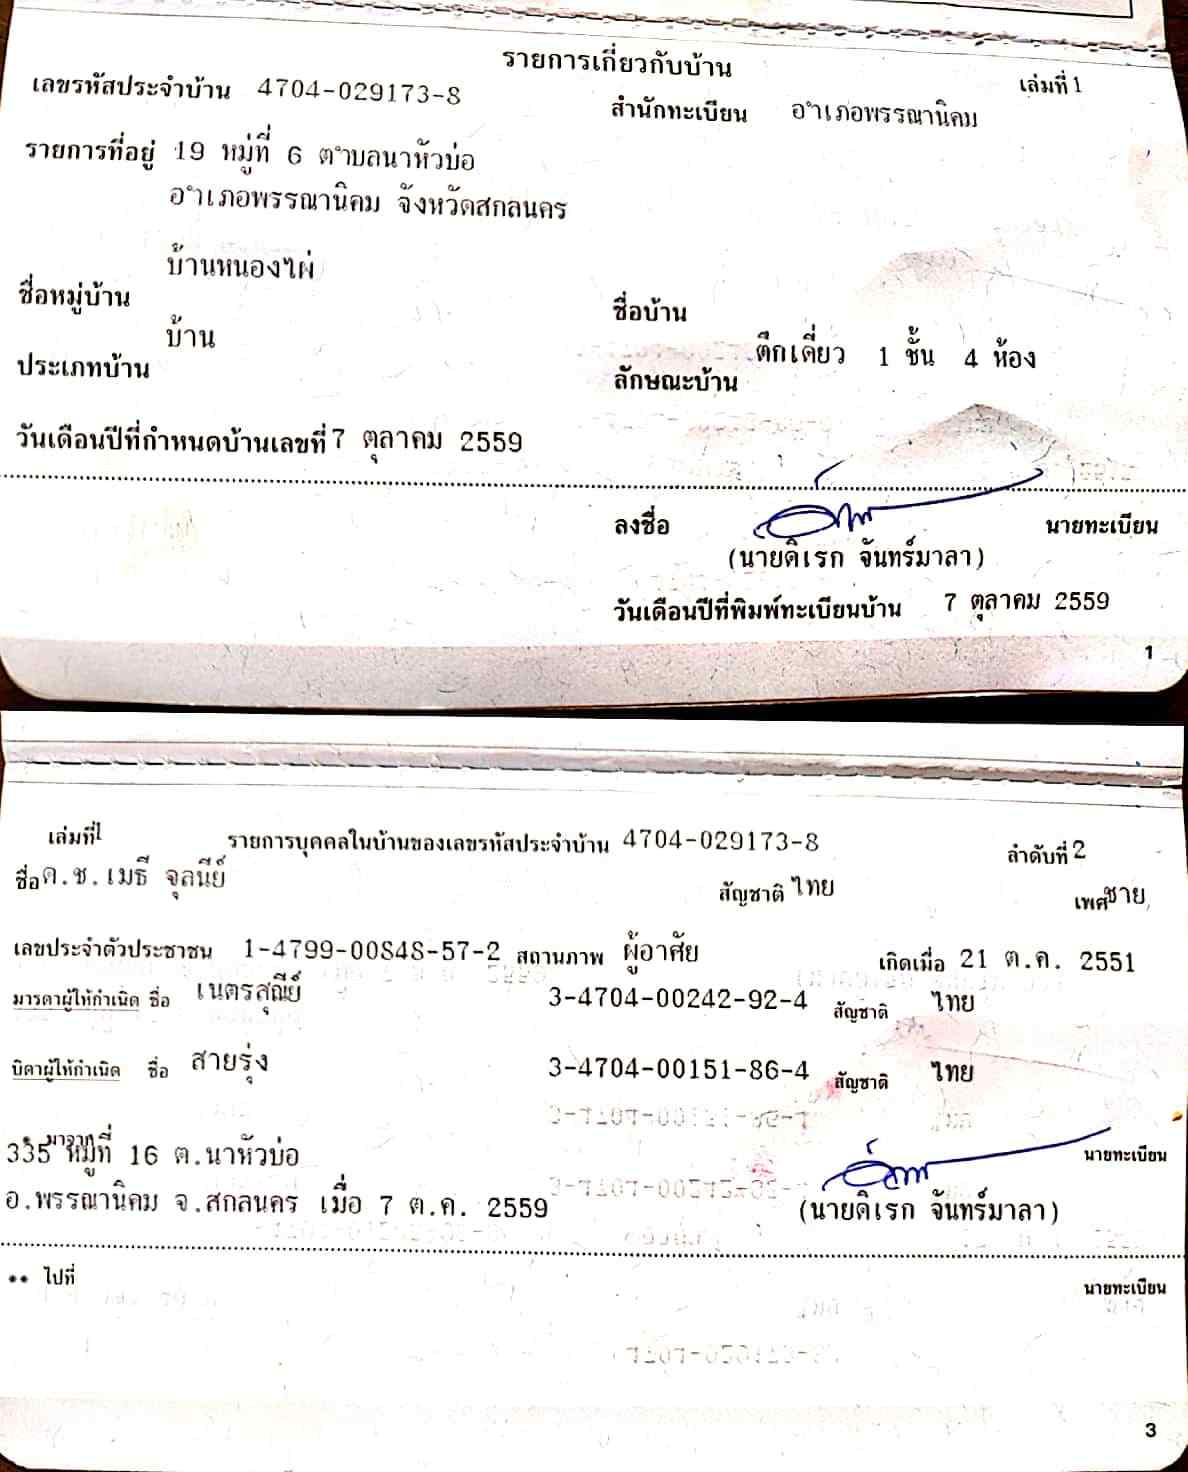 รายการเกี่ยวกับบ้าน เล่มที่ 1
เลขรหัสประจำบ้าน 4704-029173-8 สำนักทะเบียน อำเภอพรรณานิคม
รายการที่อยู่ 19 หมู่ที่ 6 ตำบลนาหัวบ่อ
อำเภอพรรณานิคม จังหวัดสกลนคร
บ้านหนองไผ่
ชื่อหมู่บ้าน ชื่อบ้าน
บ้าน ตึกเดี่ยว 1 ชั้น 4 ห้อง
ประเภทบ้าน ลักษณะบ้าน
วันเดือนปีที่กำหนดบ้านเลขที่ 7 ตุลาคม 2559
ลงชื่อ นายทะเบียน
(นายดิเรก จันทร์มาลา)
วันเดือนปีที่พิมพ์ทะเบียนบ้าน 7 ตุลาคม 2559
1
เล่มที่ 1 รายการบุคคลในบ้านของเลขรหัสประจำบ้าน 4704-029173-8 ลำดับที่ 2
ชื่อ ด.ช.เมธี จุลนีย์ สัญชาติ ไทย เพศ ชาย
เลขประจำตัวประชาชน 1-4799-00848-57-2 สถานภาพ ผู้อาศัย เกิดเมื่อ 21 ต.ค. 2551
มารดาผู้ให้กำเนิด ชื่อ เนตรสุณีย์ 3-4704-00242-92-4 สัญชาติ ไทย
บิดาผู้ให้กำเนิด ชื่อ สายรุ่ง 3-4704-00151-86-4 สัญชาติ ไทย
* มาจาก
335 หมู่ที่ 16 ต.นาหัวบ่อ นายทะเบียน
อ.พรรณานิคม จ.สกลนคร เมื่อ 7 ต.ค. 2559 (นายดิเรก จันทร์มาลา)
** ไปที่ นายทะเบียน
3